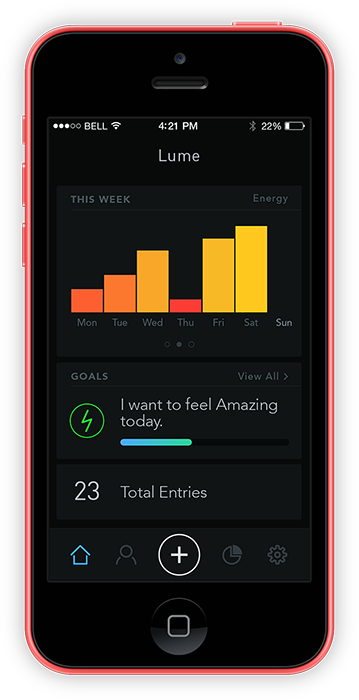 BELL 4:21 PM 22%
Lume
THIS WEEK Energy
Mon Tue Wed Thu Fri Sat Sun
GOALS View All >
I want to feel Amazing
today.
23 Total Entries